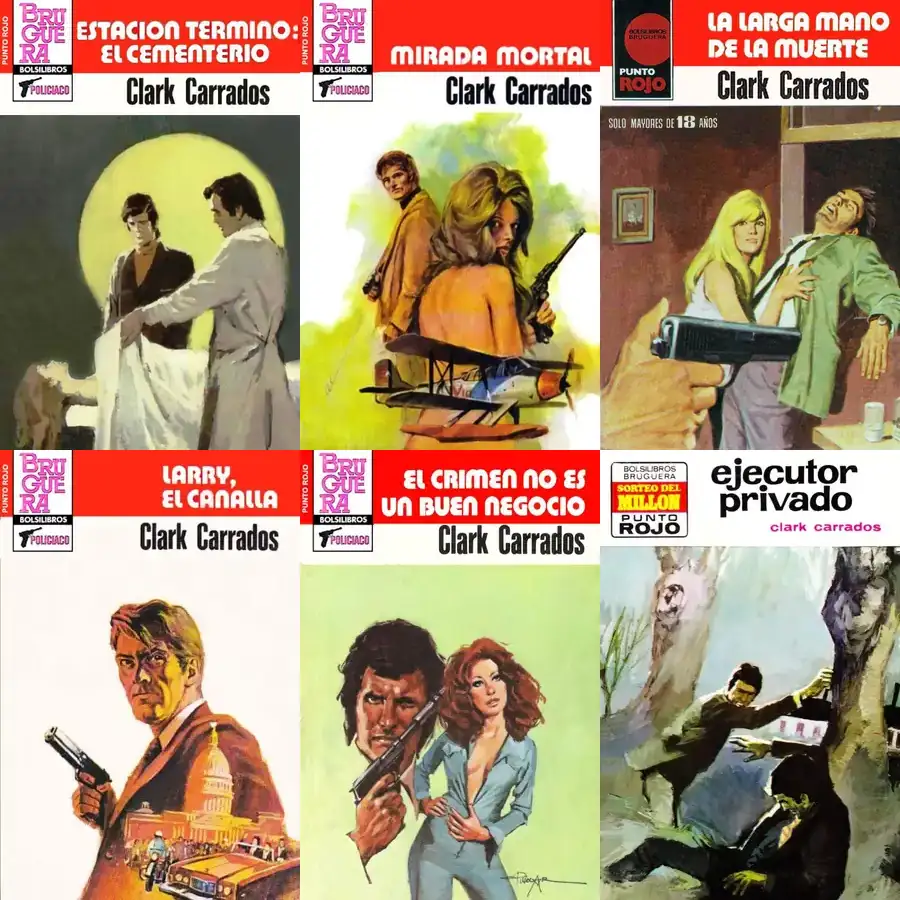 PUNTO ROJO
BRU
GUE
RA
BOLSILIBROS
POLICIACO
ESTACION TERMINO:
EL CEMENTERIO
Clark Carrados
PUNTO ROJO
BRU
GUE
RA
BOLSILIBROS
POLICIACO
MIRADA MORTAL
Clark Carrados
BOLSILIBROS
BRUGUERA
PUNTO
ROJO
LA LARGA MANO
DE LA MUERTE
Clark Carrados
SOLO MAYORES DE 18 AÑOS
PUNTO ROJO
BRU
GUE
RA
BOLSILIBROS
POLICIACO
LARRY,
EL CANALLA
Clark Carrados
PUNTO ROJO
BRU
GUE
RA
BOLSILIBROS
POLICIACO
EL CRIMEN NO ES
UN BUEN NEGOCIO
Clark Carrados
BOLSILIBROS
BRUGUERA
SORTEO DEL
MILLON
PUNTO
ROJO
ejecutor
privado
clark carrados